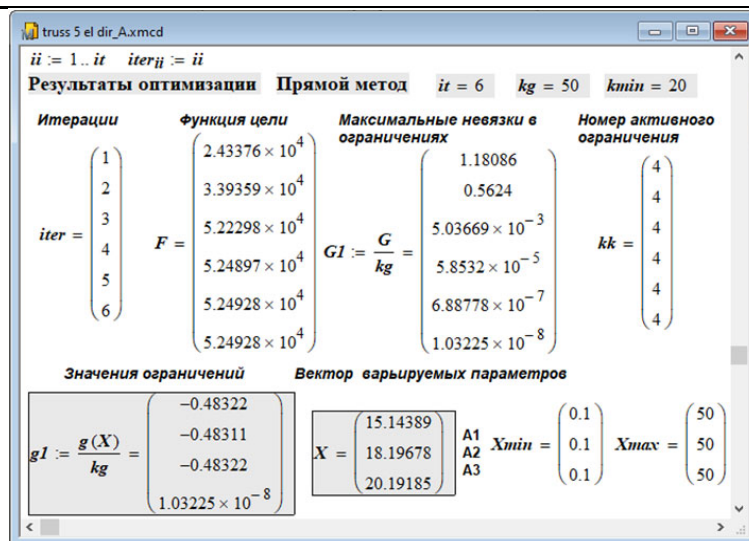 truss 5 el dir_A.xmcd
ii := 1.. it iter ii := ii
Результаты оптимизации Прямой метод it = 6 kg = 50 kmin = 20
Итерации Функция цели Максимальные невязки в ограничениях Номер активного ограничения
iter =
1
2
3
4
5
6
F =
2.43376 × 10^4
3.39359 × 10^4
5.22298 × 10^4
5.24897 × 10^4
5.24928 × 10^4
5.24928 × 10^4
G1 := G/kg =
1.18086
0.5624
5.03669 × 10^−3
5.8532 × 10^−5
6.88778 × 10^−7
1.03225 × 10^−8
kk =
4
4
4
4
4
4
Значения ограничений Вектор варьируемых параметров
g1 := g(X)/kg =
−0.48322
−0.48311
−0.48322
1.03225 × 10^−8
X =
15.14389
18.19678
20.19185
A1
A2
A3
Xmin =
0.1
0.1
0.1
Xmax =
50
50
50